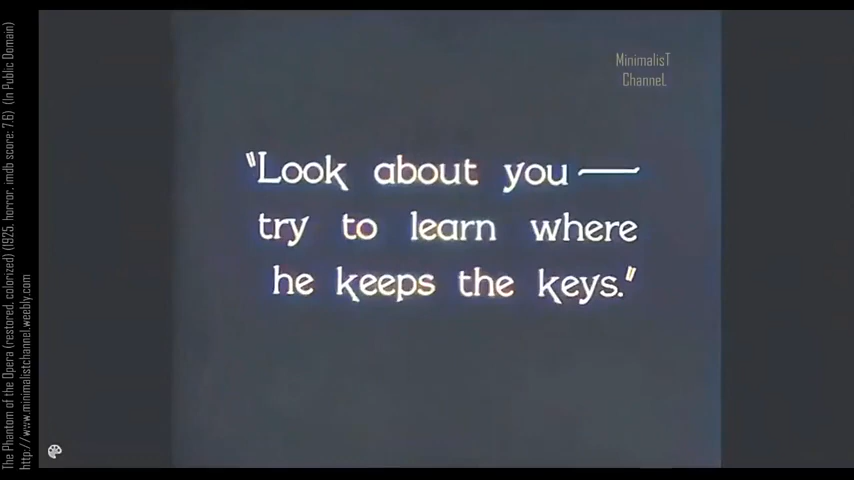 MinimalisT
ChanneL
"Look about you —
try to learn where
he keeps the keys."
The Phantom of the Opera (restored, colorized) (1925, horror, imdb score: 7.6) (In Public Domain)
http://www.minimalistchannel.weebly.com